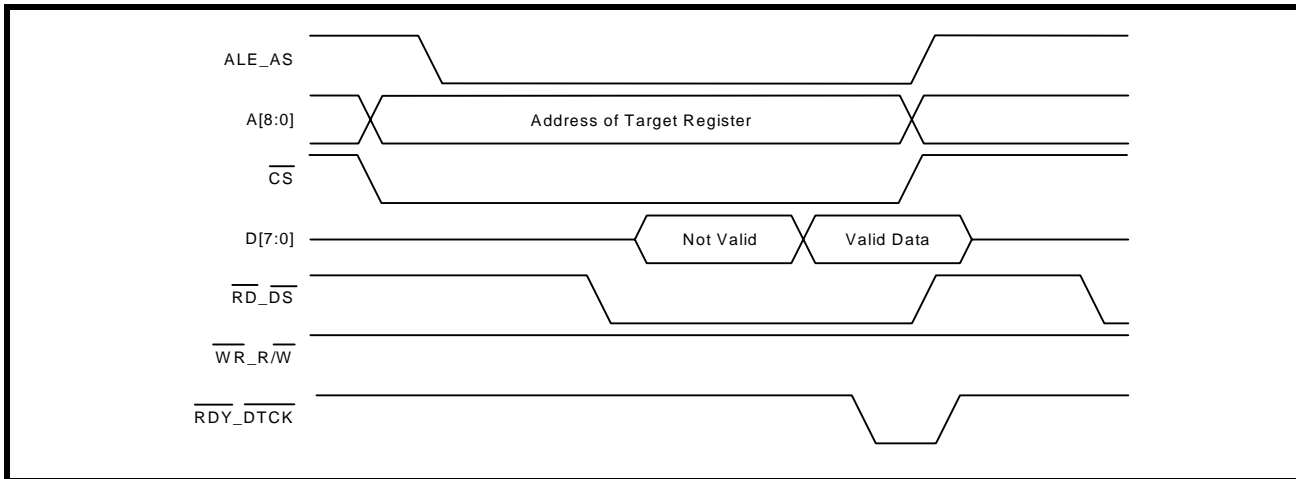 ALE_AS
A[8:0] Address of Target Register
CS
D[7:0] Not Valid Valid Data
RD_DS
WR_R/W
RDY_DTCK